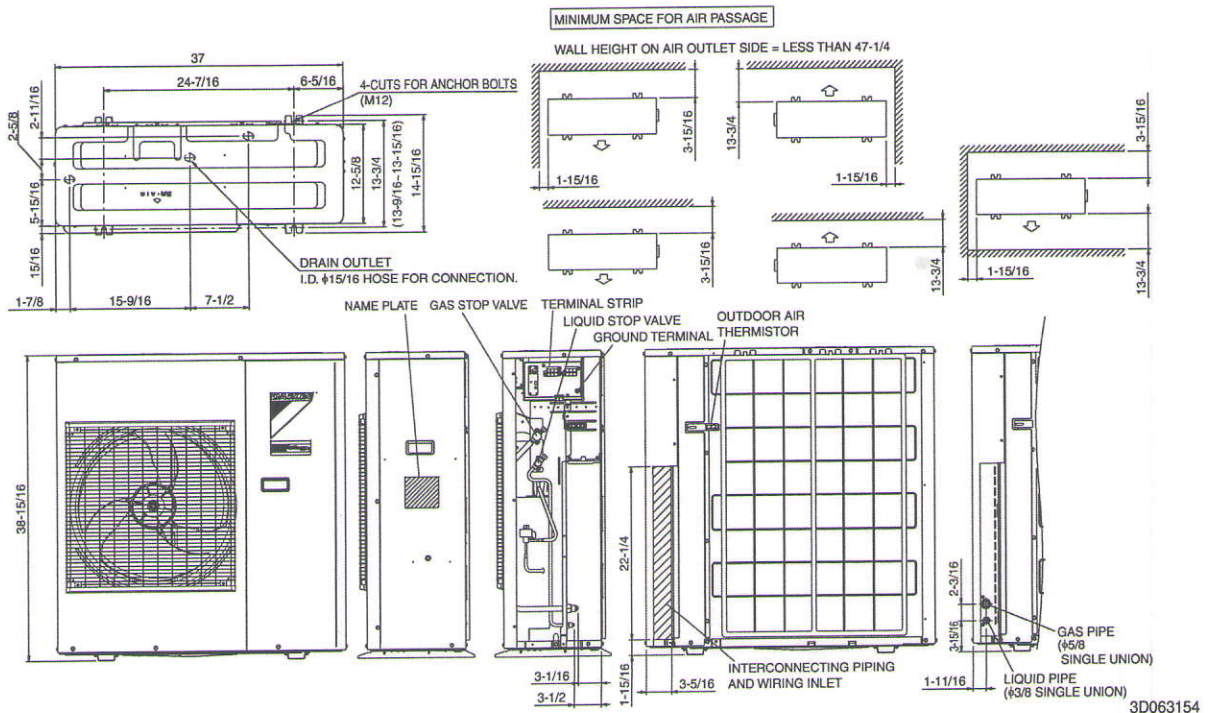 MINIMUM SPACE FOR AIR PASSAGE
WALL HEIGHT ON AIR OUTLET SIDE = LESS THAN 47-1/4
37
24-7/16
6-5/16
4-CUTS FOR ANCHOR BOLTS
(M12)
2-11/16
2-5/8
5-15/16
15/16
12-5/8
13-3/4
(13-9/16~13-15/16)
14-15/16
DRAIN OUTLET
I.D. ϕ15/16 HOSE FOR CONNECTION.
1-7/8
15-9/16
7-1/2
3-15/16
1-15/16
13-3/4
1-15/16
3-15/16
13-3/4
3-15/16
1-15/16
13-3/4
NAME PLATE
GAS STOP VALVE
TERMINAL STRIP
LIQUID STOP VALVE
GROUND TERMINAL
OUTDOOR AIR
THERMISTOR
38-15/16
22-1/4
3-1/16
3-1/2
1-15/16
3-5/16
INTERCONNECTING PIPING
AND WIRING INLET
2-3/16
3-15/16
1-11/16
GAS PIPE
(ϕ5/8
SINGLE UNION)
LIQUID PIPE
(ϕ3/8 SINGLE UNION)
3D063154